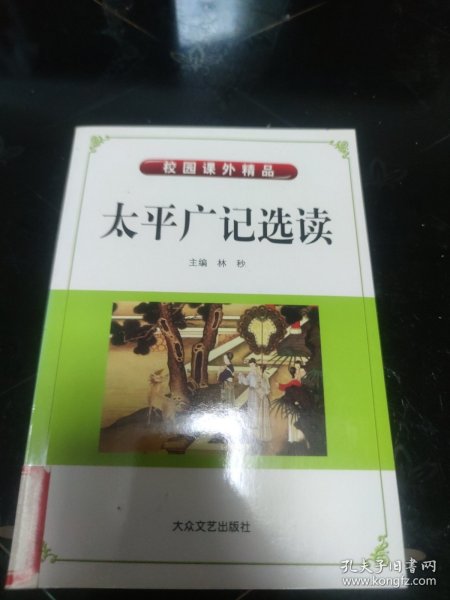 校园课外精品
太平广记选读
主编 林 秒
大众文艺出版社
孔夫子旧书网
www.kongfz.com